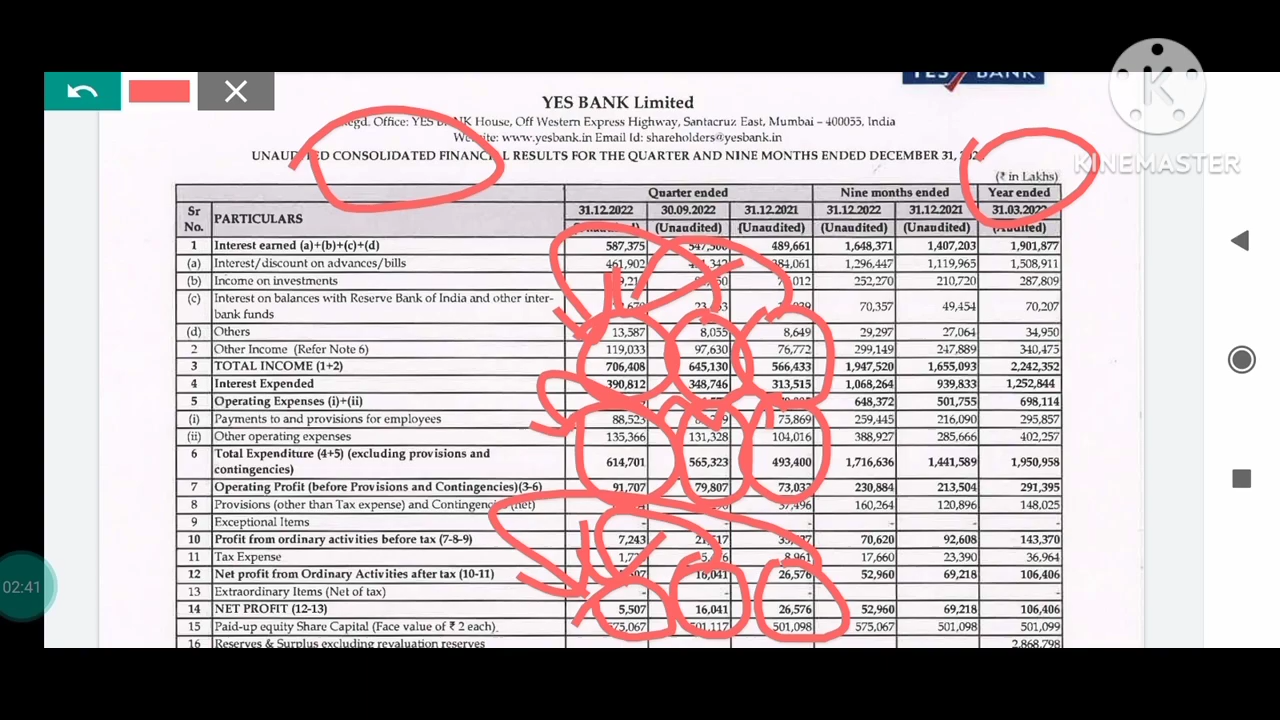 YES BANK
KINEMASTER
YES BANK Limited
Regd. Office: YES BANK House, Off Western Express Highway, Santacruz East, Mumbai – 400055, India
Website: www.yesbank.in Email Id: shareholders@yesbank.in
UNAUDITED CONSOLIDATED FINANCIAL RESULTS FOR THE QUARTER AND NINE MONTHS ENDED DECEMBER 31,
(₹ in Lakhs)
Sr No. PARTICULARS Quarter ended Nine months ended Year ended
31.12.2022 30.09.2022 31.12.2021 31.12.2022 31.12.2021 31.03.2022
(Unaudited) (Unaudited) (Unaudited) (Unaudited) (Unaudited) (Audited)
1 Interest earned (a)+(b)+(c)+(d) 587,375 489,661 1,648,371 1,407,203 1,901,877
(a) Interest/discount on advances/bills 461,902 384,061 1,296,447 1,119,965 1,508,911
(b) Income on investments 252,270 210,720 287,809
(c) Interest on balances with Reserve Bank of India and other inter-
bank funds 70,357 49,454 70,207
(d) Others 13,587 8,055 8,649 29,297 27,064 34,950
2 Other Income (Refer Note 6) 119,033 97,630 76,772 299,149 247,889 340,475
3 TOTAL INCOME (1+2) 706,408 645,130 566,433 1,947,520 1,655,093 2,242,352
4 Interest Expended 390,812 348,746 313,515 1,068,264 939,833 1,252,844
5 Operating Expenses (i)+(ii) 648,372 501,755 698,114
(i) Payments to and provisions for employees 88,523 75,869 259,445 216,090 295,857
(ii) Other operating expenses 135,366 131,328 104,016 388,927 285,666 402,257
6 Total Expenditure (4+5) (excluding provisions and
contingencies) 614,701 565,323 493,400 1,716,636 1,441,589 1,950,958
7 Operating Profit (before Provisions and Contingencies)(3-6) 91,707 79,807 73,033 230,884 213,504 291,395
8 Provisions (other than Tax expense) and Contingencies (net) 37,496 160,264 120,896 148,025
9 Exceptional Items - - - - - -
10 Profit from ordinary activities before tax (7-8-9) 7,243 70,620 92,608 143,370
11 Tax Expense 8,961 17,660 23,390 36,964
12 Net profit from Ordinary Activities after tax (10-11) 16,041 26,576 52,960 69,218 106,406
13 Extraordinary Items (Net of tax) - - - - - -
14 NET PROFIT (12-13) 5,507 16,041 26,576 52,960 69,218 106,406
15 Paid-up equity Share Capital (Face value of ₹ 2 each) 575,067 501,117 501,098 575,067 501,098 501,099
16 Reserves & Surplus excluding revaluation reserves 2,868,798
02:41